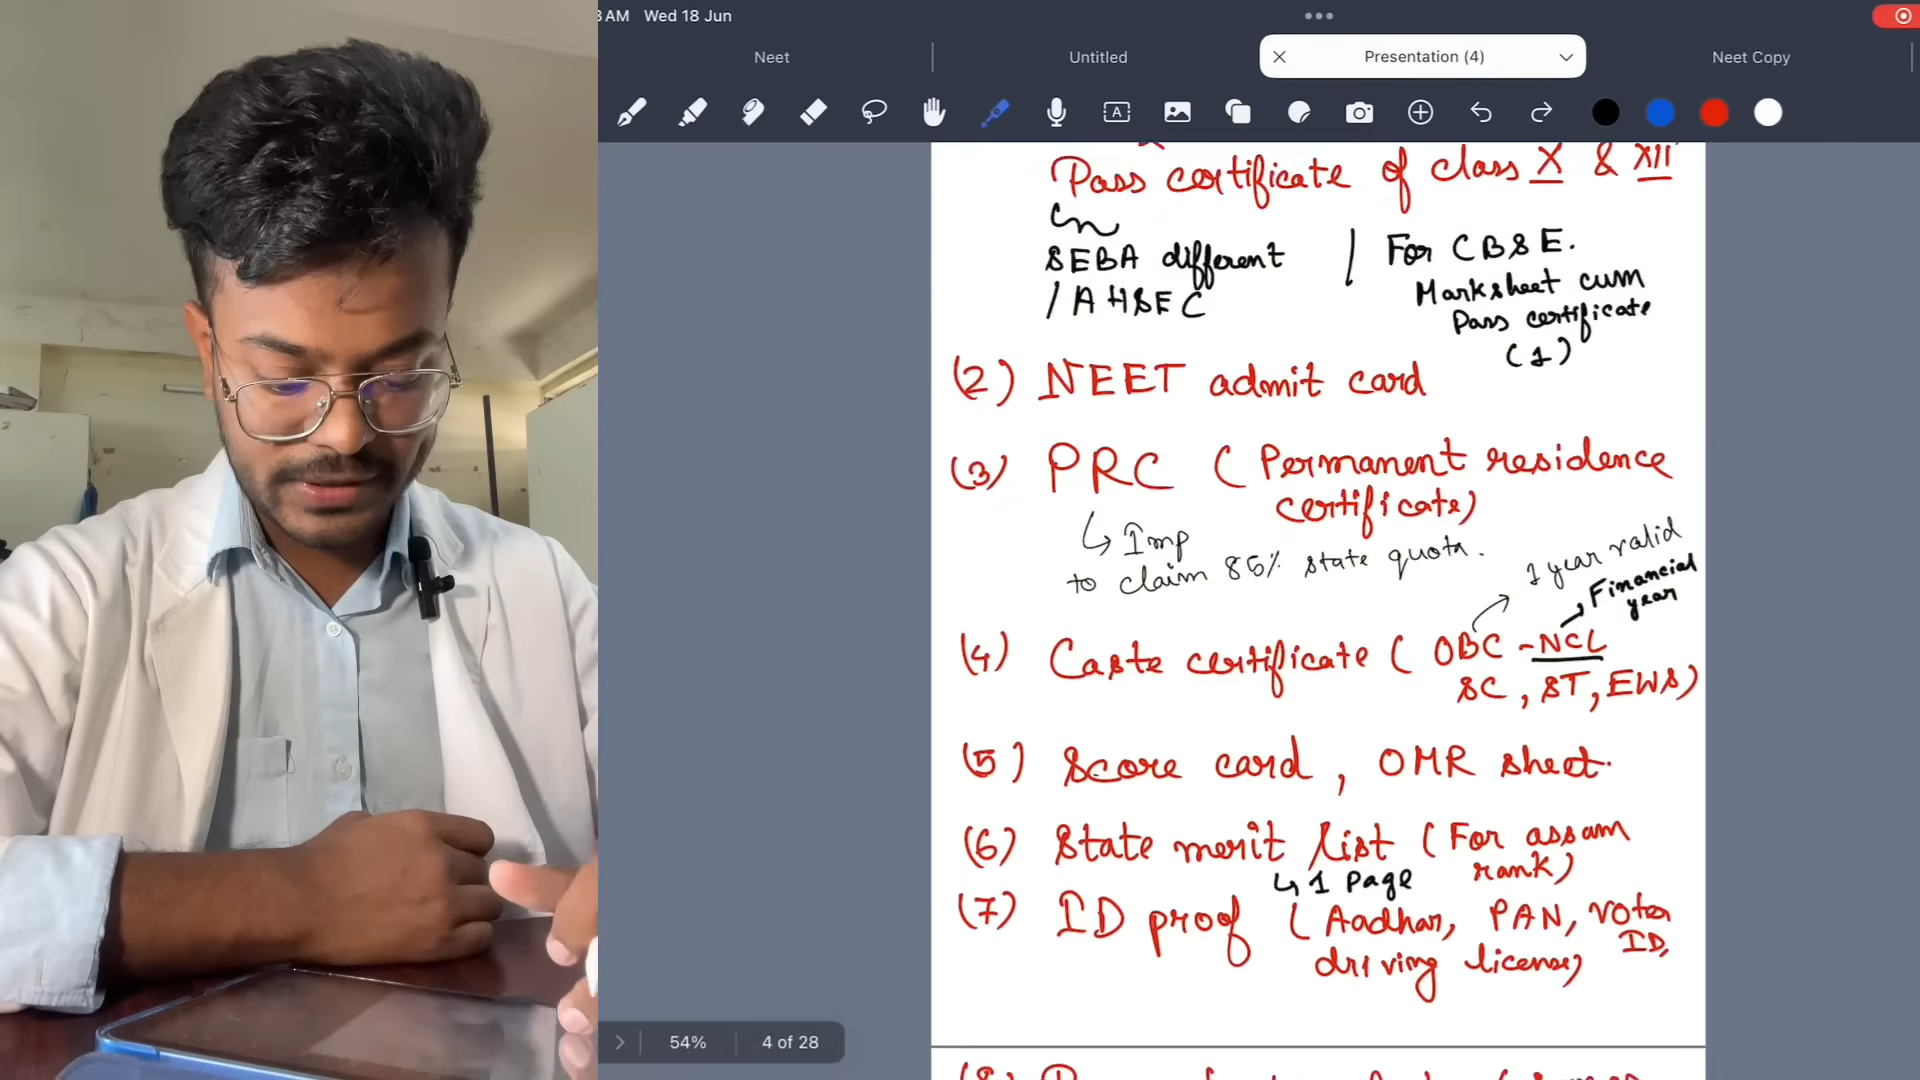 AM Wed 18 Jun
Neet
Untitled
Presentation (4)
Neet Copy
Pass certificate of class X & XII
SEBA different
/ AHSEC
For CBSE.
Marksheet cum
Pass certificate
(1)
(2) NEET admit card
(3) PRC (Permanent residence
certificate)
↳ Imp
to claim 85% state quota.
1 year valid
Financial
year
(4) Caste certificate (OBC-NCL
SC, ST, EWS)
(5) Score card, OMR sheet.
(6) State merit list (For assam
rank)
↳ 1 Page
(7) ID proof (Aadhar, PAN, voter
ID,
driving license)
54%
4 of 28